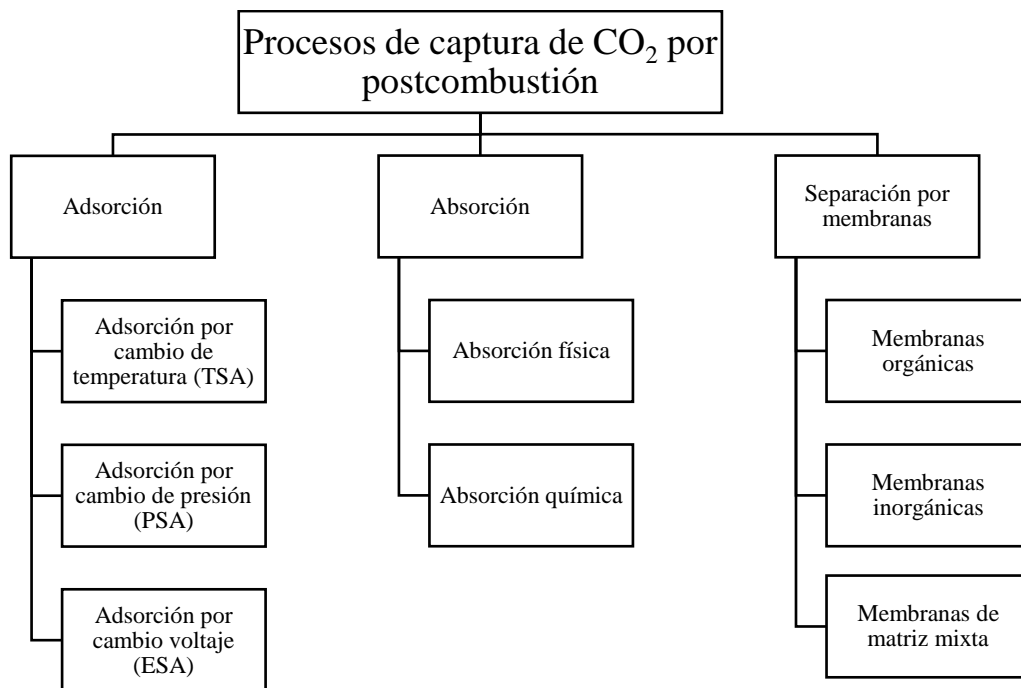 Procesos de captura de CO₂ por
postcombustión
Adsorción
Adsorción por
cambio de
temperatura (TSA)
Adsorción por
cambio de presión
(PSA)
Adsorción por
cambio voltaje
(ESA)
Absorción
Absorción física
Absorción química
Separación por
membranas
Membranas
orgánicas
Membranas
inorgánicas
Membranas de
matriz mixta